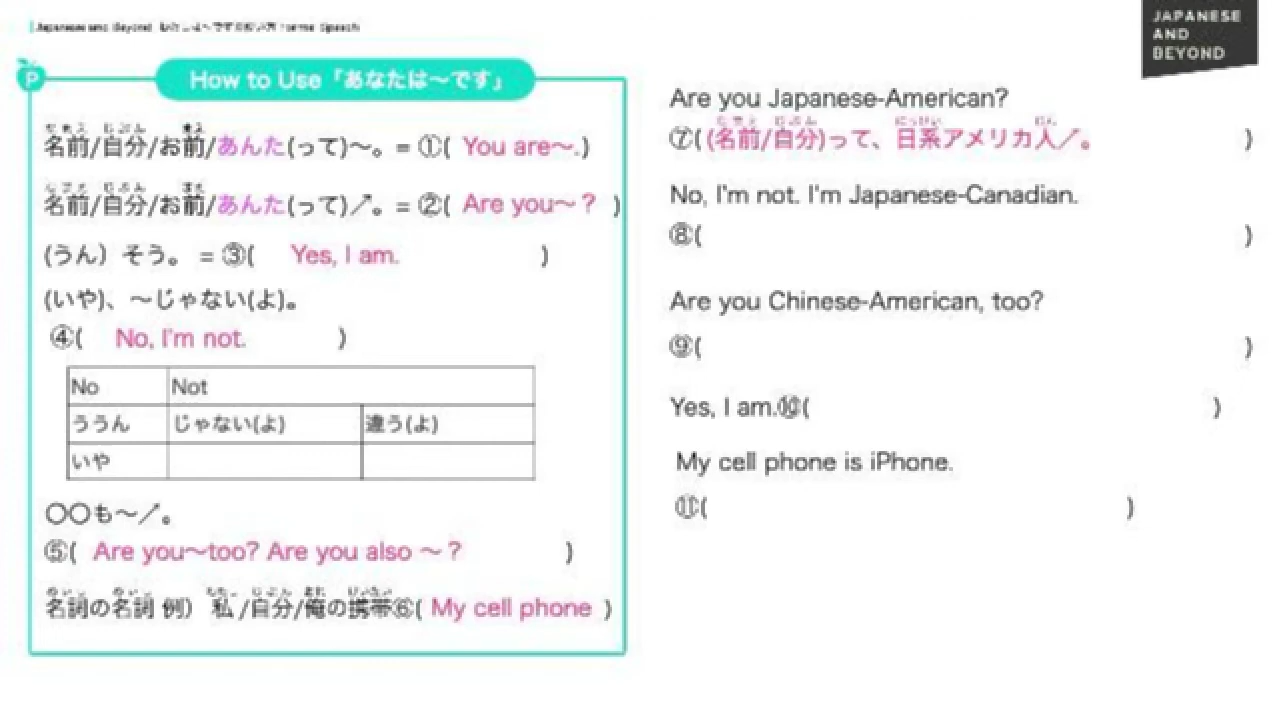 Japanese and Beyond
Speech
JAPANESE
AND
BEYOND
P
How to Use「あなたは〜です」
名前/自分/お前/あんた(って)〜。= ①( You are〜.)
名前/自分/お前/あんた(って)↗。= ②( Are you〜? )
(うん) そう。 = ③( Yes, I am. )
(いや)、〜じゃない(よ)。
④( No, I'm not. )
No Not
ううん じゃない(よ) 違う(よ)
いや
〇〇も〜↗。
⑤( Are you〜too? Are you also 〜? )
名詞の名詞 例) 私/自分/俺の携帯⑥( My cell phone )
Are you Japanese-American?
⑦((名前/自分)って、日系アメリカ人↗。 )
No, I'm not. I'm Japanese-Canadian.
⑧( )
Are you Chinese-American, too?
⑨( )
Yes, I am.⑩( )
My cell phone is iPhone.
⑪( )